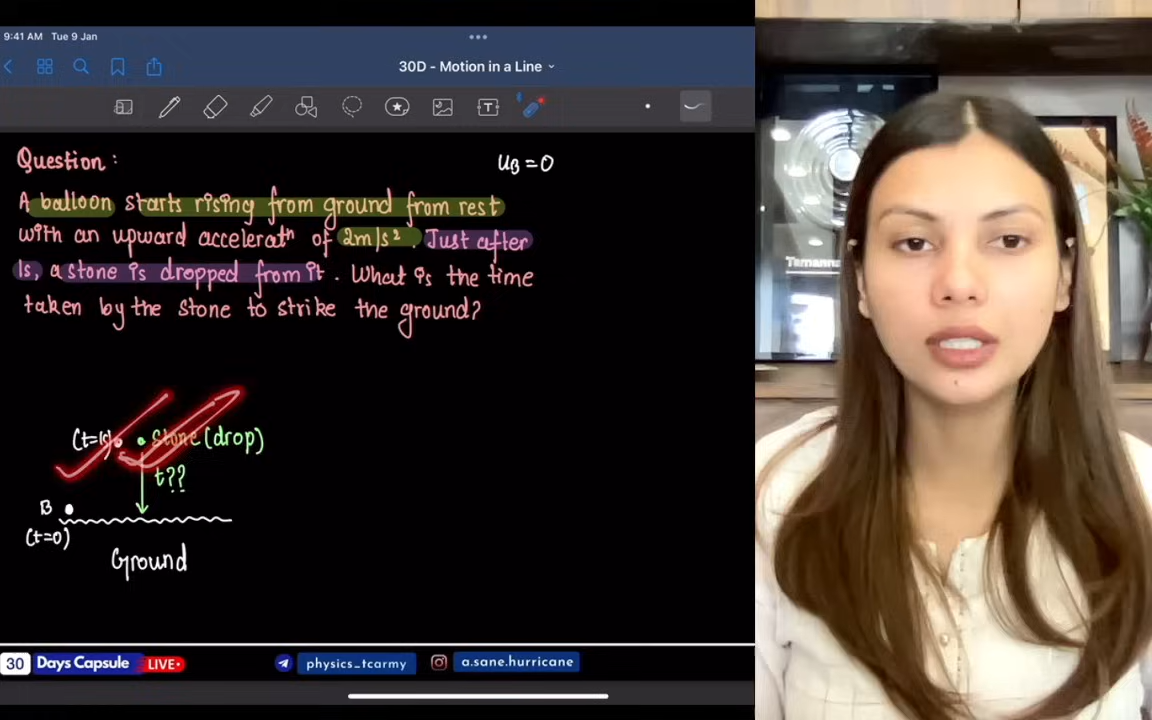 9:41 AM Tue 9 Jan
30D - Motion in a Line
Question:
U_B = 0
A balloon starts rising from ground from rest
with an upward acceleratⁿ of 2m/s². Just after
1s, a stone is dropped from it. What is the time
taken by the stone to strike the ground?
(t=1s) Stone (drop)
t??
B
(t=0)
Ground
30 Days Capsule LIVE
physics_tcarmy
a.sane.hurricane